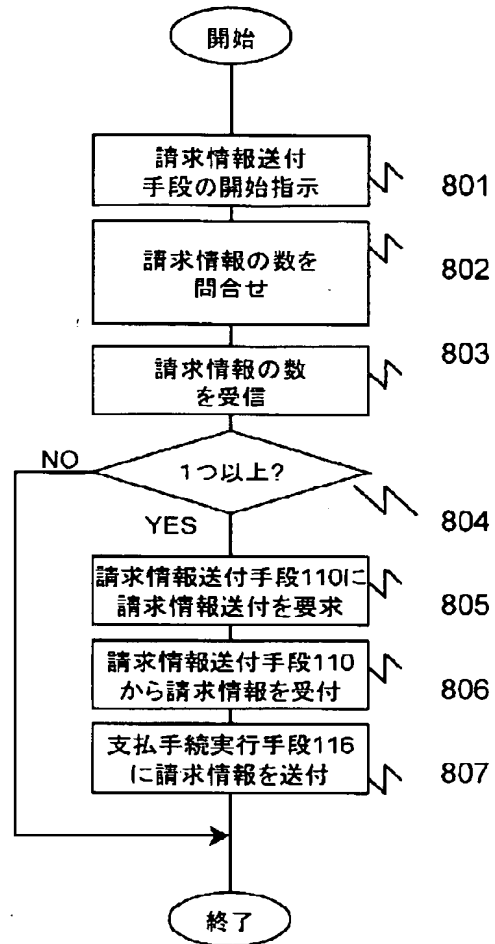 開始
請求情報送付
手段の開始指示
801
請求情報の数を
問合せ
802
請求情報の数
を受信
803
1つ以上?
804
NO
YES
請求情報送付手段110に
請求情報送付を要求
805
請求情報送付手段110
から請求情報を受付
806
支払手続実行手段116
に請求情報を送付
807
終了